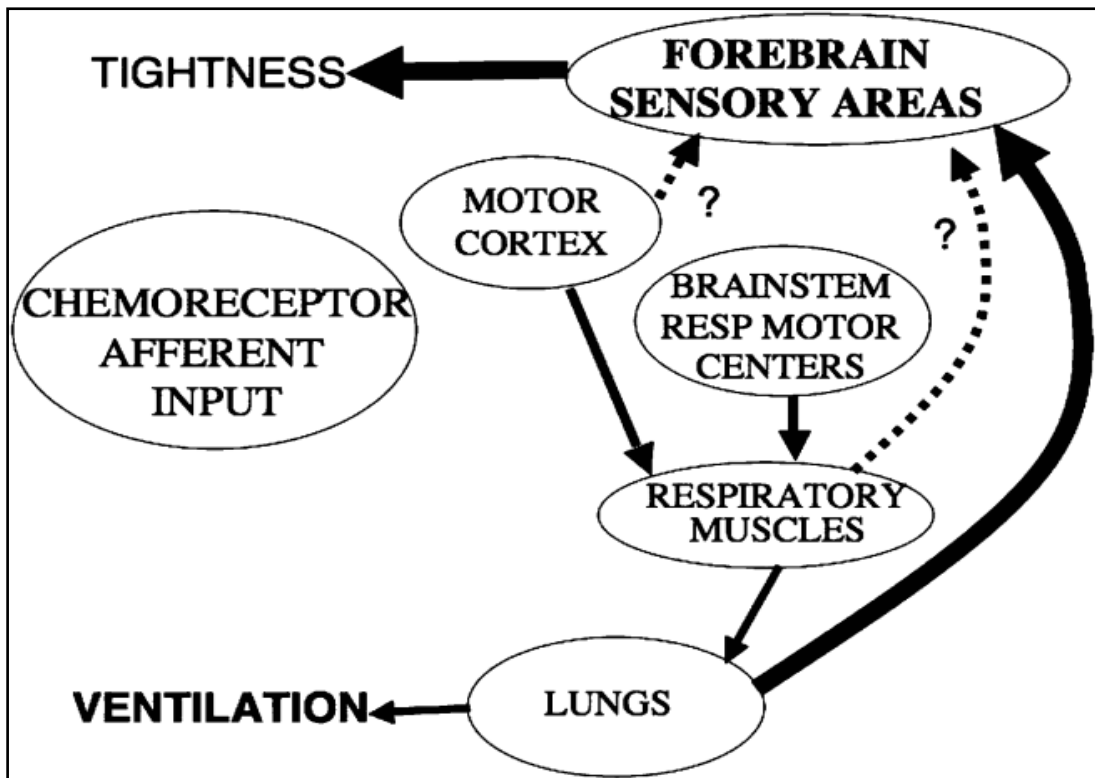 TIGHTNESS
FOREBRAIN
SENSORY AREAS
MOTOR
CORTEX
?
?
CHEMORECEPTOR
AFFERENT
INPUT
BRAINSTEM
RESP MOTOR
CENTERS
RESPIRATORY
MUSCLES
LUNGS
VENTILATION